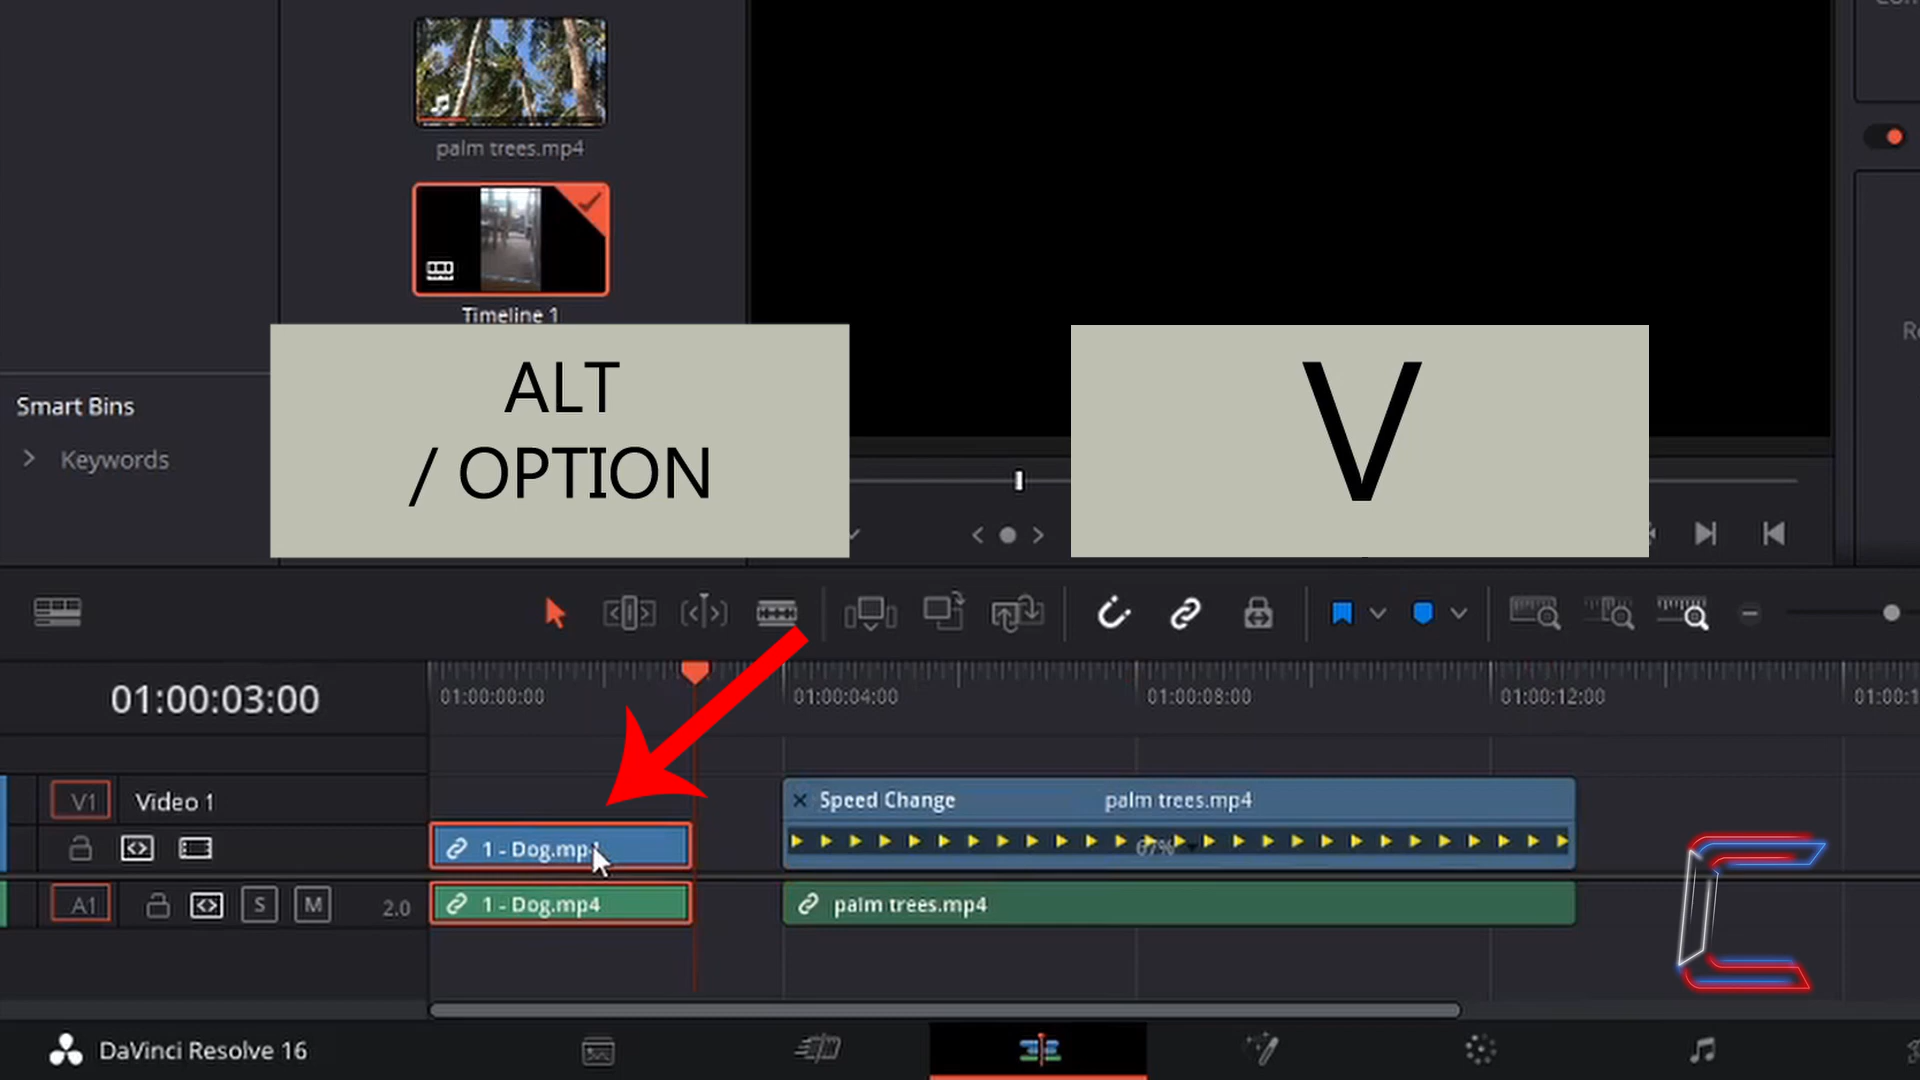 palm trees.mp4
Timeline 1
ALT
/ OPTION
V
Smart Bins
Keywords
01:00:03:00
01:00:00:00
01:00:04:00
01:00:08:00
01:00:12:00
V1
Video 1
Speed Change
palm trees.mp4
67%
1 - Dog.mp4
A1
S
M
2.0
1 - Dog.mp4
palm trees.mp4
DaVinci Resolve 16